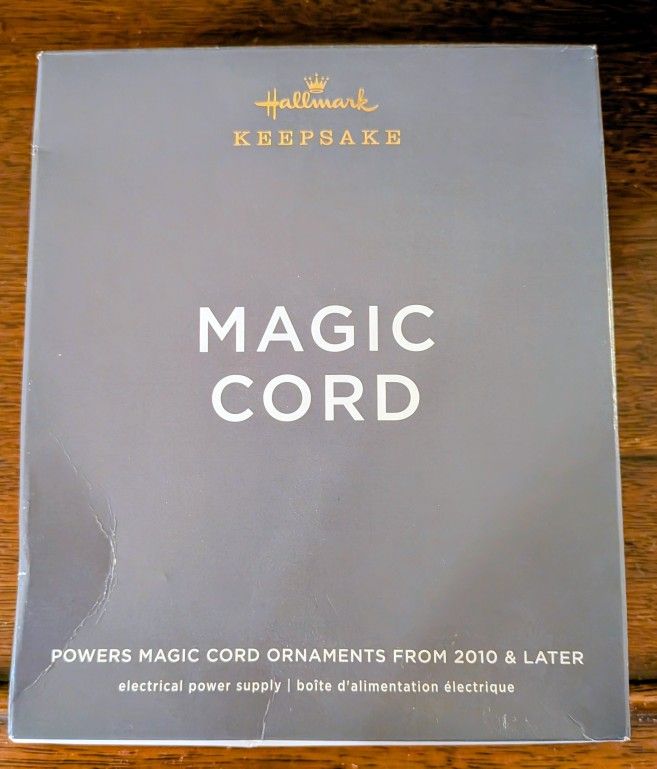 Hallmark
KEEPSAKE
MAGIC
CORD
POWERS MAGIC CORD ORNAMENTS FROM 2010 & LATER
electrical power supply | boîte d'alimentation électrique